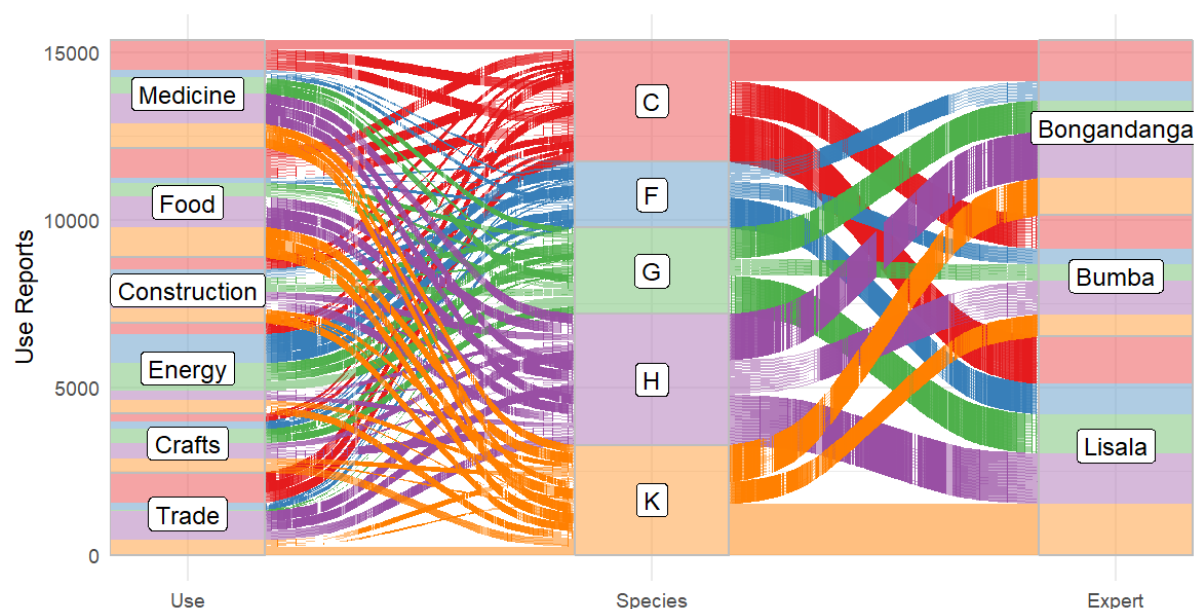 15000
10000
5000
0
Use Reports
Medicine
Food
Construction
Energy
Crafts
Trade
C
F
G
H
K
Bongandanga
Bumba
Lisala
Use
Species
Expert